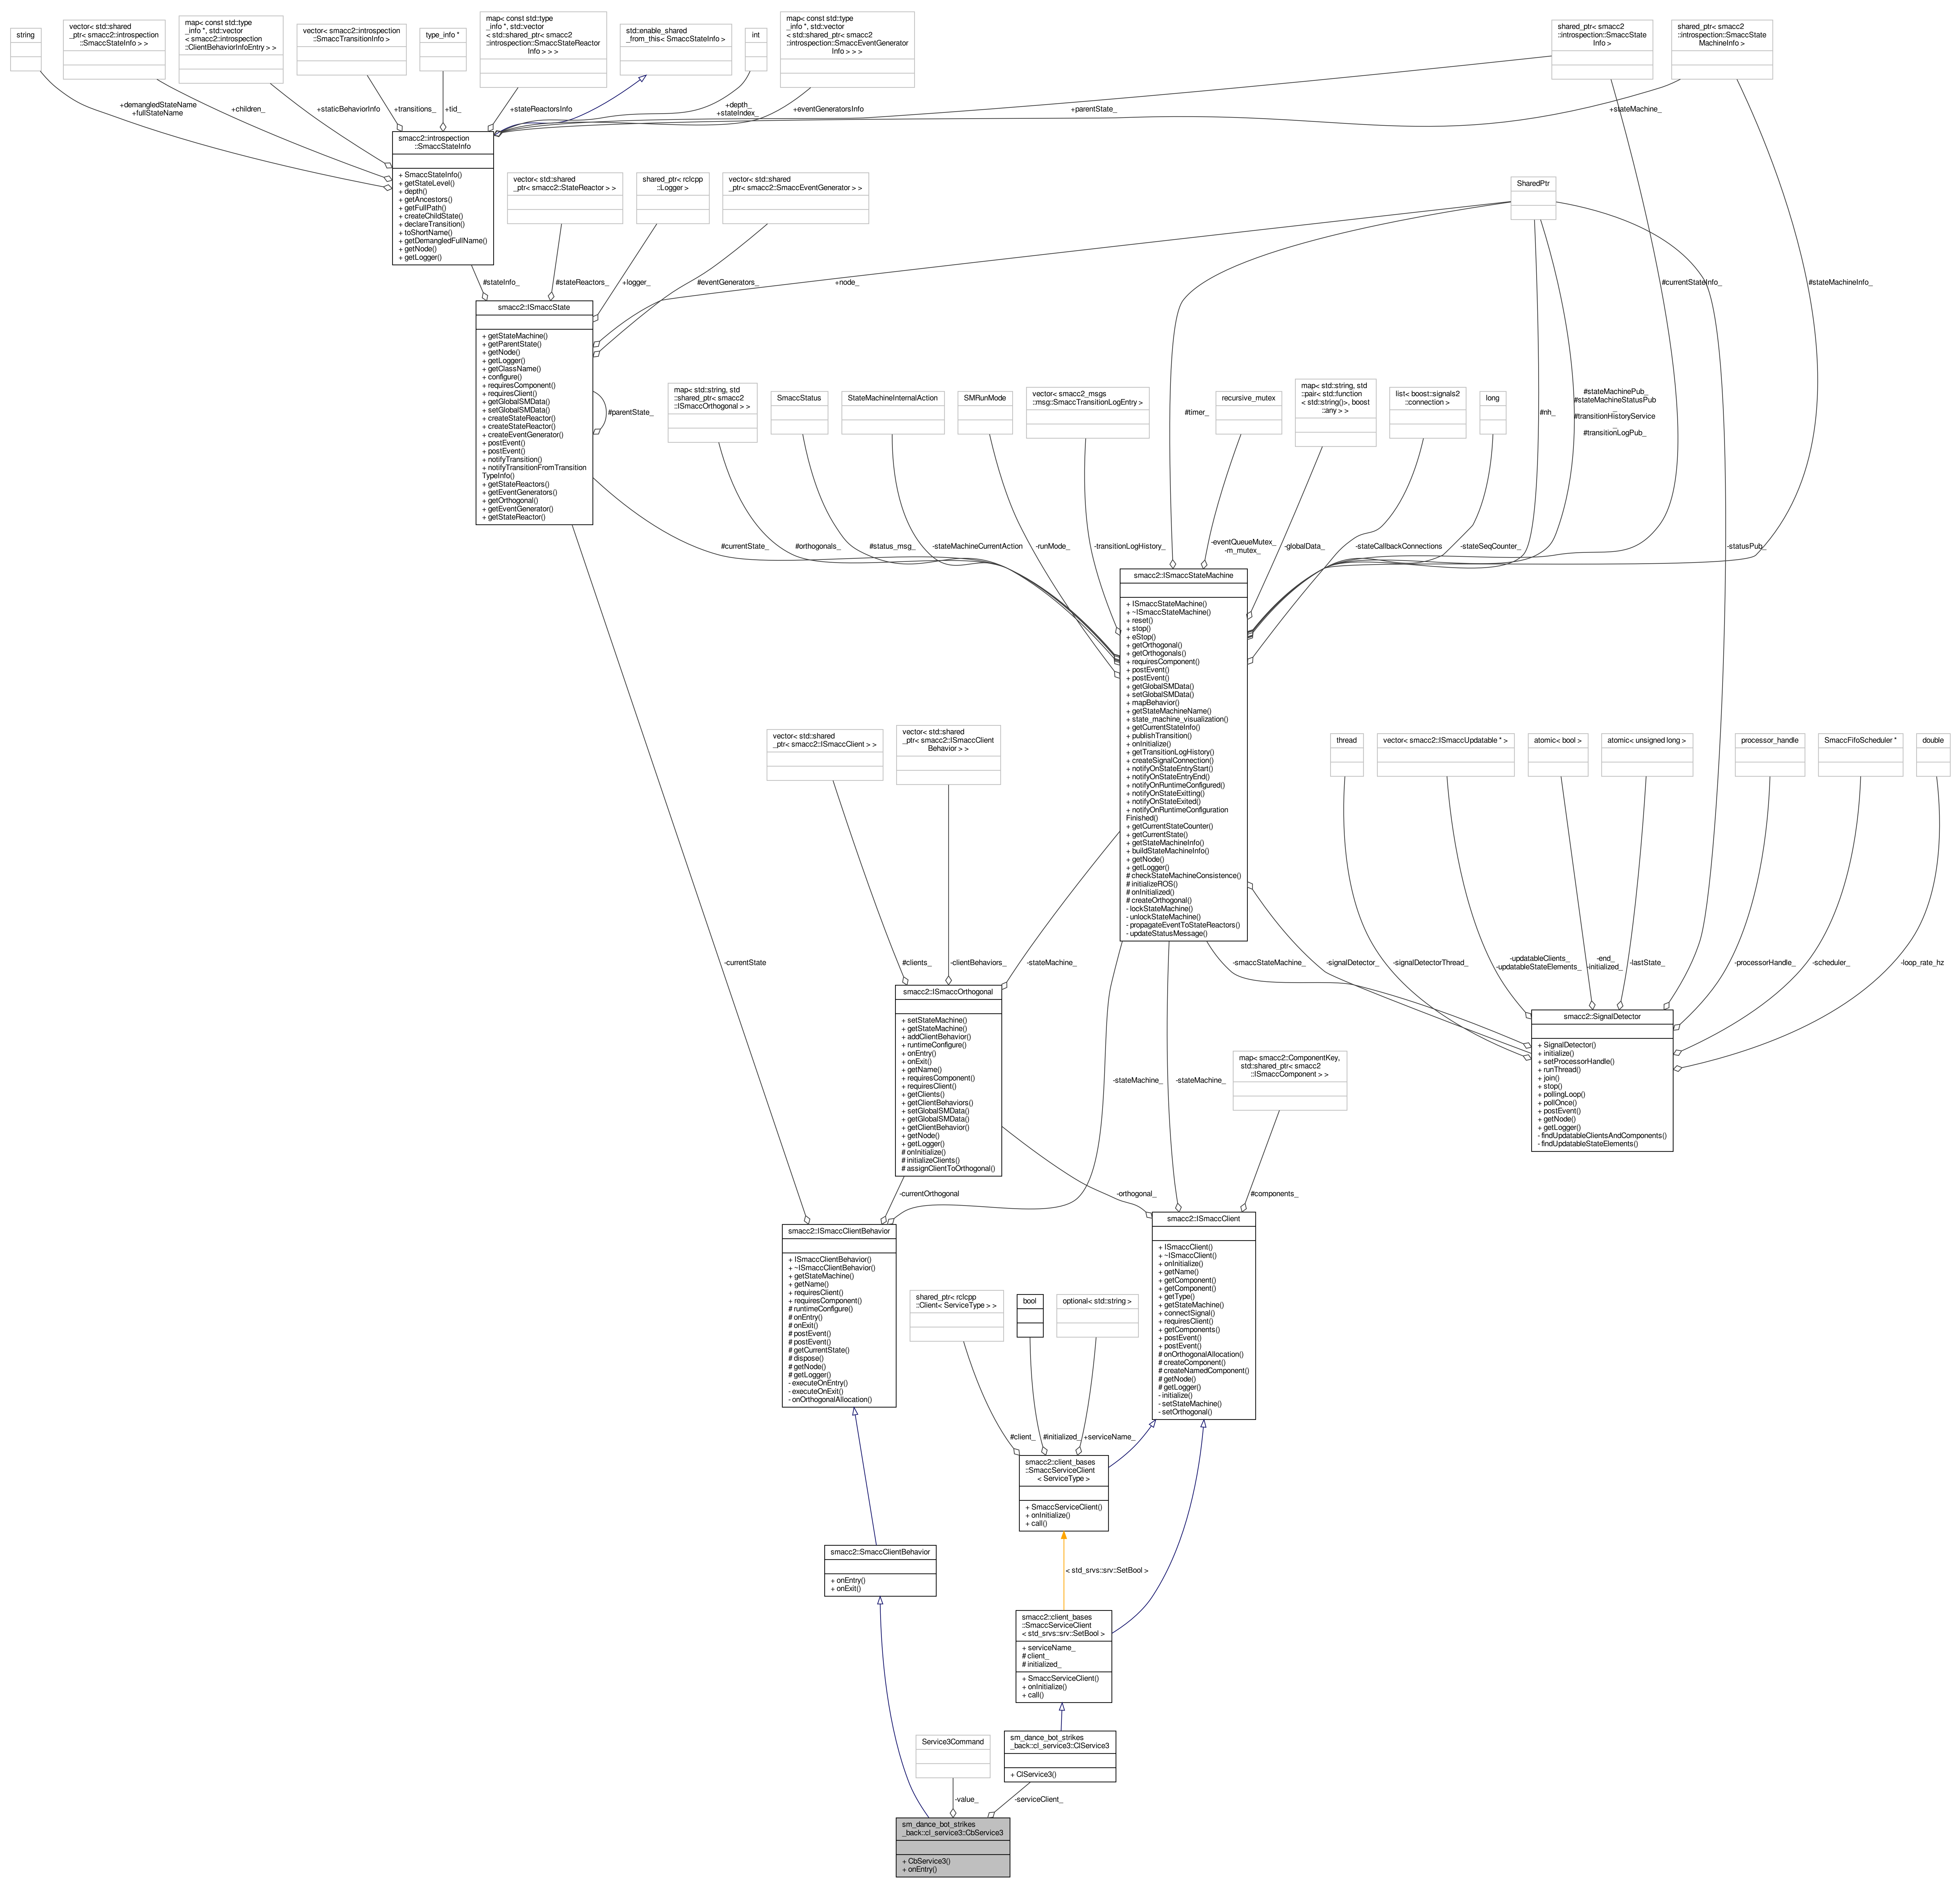 string
vector< std::shared
_ptr< smacc2::introspection
::SmaccStateInfo > >
map< const std::type
_info *, std::vector
< smacc2::introspection
::ClientBehaviorInfoEntry > >
vector< smacc2::introspection
::SmaccTransitionInfo >
type_info *
map< const std::type
_info *, std::vector
< std::shared_ptr< smacc2
::introspection::SmaccStateReactor
Info > > >
std::enable_shared
_from_this< SmaccStateInfo >
int
map< const std::type
_info *, std::vector
< std::shared_ptr< smacc2
::introspection::SmaccEventGenerator
Info > > >
shared_ptr< smacc2
::introspection::SmaccState
Info >
shared_ptr< smacc2
::introspection::SmaccState
MachineInfo >
+demangledStateName
+fullStateName
+children_
+staticBehaviorInfo
+transitions_
+tid_
+stateReactorsInfo
+depth_
+stateIndex_
+eventGeneratorsInfo
+parentState_
+stateMachine_
smacc2::introspection
::SmaccStateInfo
+ SmaccStateInfo()
+ getStateLevel()
+ depth()
+ getAncestors()
+ getFullPath()
+ createChildState()
+ declareTransition()
+ toShortName()
+ getDemangledFullName()
+ getNode()
+ getLogger()
vector< std::shared
_ptr< smacc2::StateReactor > >
shared_ptr< rclcpp
::Logger >
vector< std::shared
_ptr< smacc2::SmaccEventGenerator > >
SharedPtr
#stateInfo_
#stateReactors_
+logger_
#eventGenerators_
+node_
#currentStateInfo_
#stateMachineInfo_
smacc2::ISmaccState
+ getStateMachine()
+ getParentState()
+ getNode()
+ getLogger()
+ getClassName()
+ configure()
+ requiresComponent()
+ requiresClient()
+ getGlobalSMData()
+ setGlobalSMData()
+ createStateReactor()
+ createStateReactor()
+ createEventGenerator()
+ postEvent()
+ postEvent()
+ notifyTransition()
+ notifyTransitionFromTransition
TypeInfo()
+ getStateReactors()
+ getEventGenerators()
+ getOrthogonal()
+ getEventGenerator()
+ getStateReactor()
#parentState_
map< std::string, std
::shared_ptr< smacc2
::ISmaccOrthogonal > >
SmaccStatus
StateMachineInternalAction
SMRunMode
vector< smacc2_msgs
::msg::SmaccTransitionLogEntry >
#timer_
recursive_mutex
map< std::string, std
::pair< std::function
< std::string()>, boost
::any > >
list< boost::signals2
::connection >
long
#nh_
#stateMachinePub_
#stateMachineStatusPub
_
#transitionHistoryService
_
#transitionLogPub_
#currentState_
#orthogonals_
#status_msg_
-stateMachineCurrentAction
-runMode_
-transitionLogHistory_
-eventQueueMutex_
-m_mutex_
-globalData_
-stateCallbackConnections
-stateSeqCounter_
-statusPub_
smacc2::ISmaccStateMachine
+ ISmaccStateMachine()
+ ~ISmaccStateMachine()
+ reset()
+ stop()
+ eStop()
+ getOrthogonal()
+ getOrthogonals()
+ requiresComponent()
+ postEvent()
+ postEvent()
+ getGlobalSMData()
+ setGlobalSMData()
+ mapBehavior()
+ getStateMachineName()
+ state_machine_visualization()
+ getCurrentStateInfo()
+ publishTransition()
+ onInitialize()
+ getTransitionLogHistory()
+ createSignalConnection()
+ notifyOnStateEntryStart()
+ notifyOnStateEntryEnd()
+ notifyOnRuntimeConfigured()
+ notifyOnStateExitting()
+ notifyOnStateExited()
+ notifyOnRuntimeConfiguration
Finished()
+ getCurrentStateCounter()
+ getCurrentState()
+ getStateMachineInfo()
+ buildStateMachineInfo()
+ getNode()
+ getLogger()
# checkStateMachineConsistence()
# initializeROS()
# onInitialized()
# createOrthogonal()
- lockStateMachine()
- unlockStateMachine()
- propagateEventToStateReactors()
- updateStatusMessage()
vector< std::shared
_ptr< smacc2::ISmaccClient > >
vector< std::shared
_ptr< smacc2::ISmaccClient
Behavior > >
thread
vector< smacc2::ISmaccUpdatable * >
atomic< bool >
atomic< unsigned long >
processor_handle
SmaccFifoScheduler *
double
-currentState
#clients_
-clientBehaviors_
-stateMachine_
-smaccStateMachine_
-signalDetector_
-signalDetectorThread_
-updatableClients_
-updatableStateElements_
-end_
-initialized_
-lastState_
-processorHandle_
-scheduler_
-loop_rate_hz
smacc2::ISmaccOrthogonal
+ setStateMachine()
+ getStateMachine()
+ addClientBehavior()
+ runtimeConfigure()
+ onEntry()
+ onExit()
+ getName()
+ requiresComponent()
+ requiresClient()
+ getClients()
+ getClientBehaviors()
+ setGlobalSMData()
+ getGlobalSMData()
+ getClientBehavior()
+ getNode()
+ getLogger()
# onInitialize()
# initializeClients()
# assignClientToOrthogonal()
smacc2::SignalDetector
+ SignalDetector()
+ initialize()
+ setProcessorHandle()
+ runThread()
+ join()
+ stop()
+ pollingLoop()
+ pollOnce()
+ postEvent()
+ getNode()
+ getLogger()
- findUpdatableClientsAndComponents()
- findUpdatableStateElements()
map< smacc2::ComponentKey,
std::shared_ptr< smacc2
::ISmaccComponent > >
-stateMachine_
-stateMachine_
-currentOrthogonal
-orthogonal_
#components_
smacc2::ISmaccClientBehavior
+ ISmaccClientBehavior()
+ ~ISmaccClientBehavior()
+ getStateMachine()
+ getName()
+ requiresClient()
+ requiresComponent()
# runtimeConfigure()
# onEntry()
# onExit()
# postEvent()
# postEvent()
# getCurrentState()
# dispose()
# getNode()
# getLogger()
- executeOnEntry()
- executeOnExit()
- onOrthogonalAllocation()
smacc2::ISmaccClient
+ ISmaccClient()
+ ~ISmaccClient()
+ onInitialize()
+ getName()
+ getComponent()
+ getComponent()
+ getType()
+ getStateMachine()
+ connectSignal()
+ requiresClient()
+ getComponents()
+ postEvent()
+ postEvent()
# onOrthogonalAllocation()
# createComponent()
# createNamedComponent()
# getNode()
# getLogger()
- initialize()
- setStateMachine()
- setOrthogonal()
shared_ptr< rclcpp
::Client< ServiceType > >
bool
optional< std::string >
#client_
#initialized_
+serviceName_
smacc2::client_bases
::SmaccServiceClient
< ServiceType >
+ SmaccServiceClient()
+ onInitialize()
+ call()
smacc2::SmaccClientBehavior
+ onEntry()
+ onExit()
< std_srvs::srv::SetBool >
smacc2::client_bases
::SmaccServiceClient
< std_srvs::srv::SetBool >
+ serviceName_
# client_
# initialized_
+ SmaccServiceClient()
+ onInitialize()
+ call()
Service3Command
sm_dance_bot_strikes
_back::cl_service3::ClService3
+ ClService3()
-value_
-serviceClient_
sm_dance_bot_strikes
_back::cl_service3::CbService3
+ CbService3()
+ onEntry()